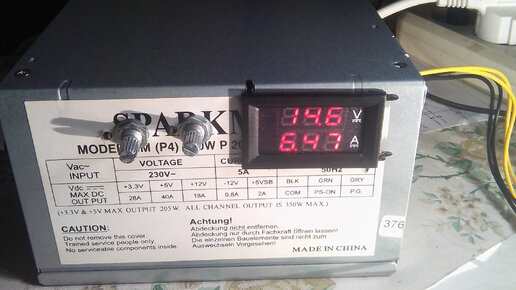 14.6 V
6.47 A
SPARKM
MODE M (P4) 0W P
VOLTAGE
Vac~ INPUT 230V~ 5A 50Hz
Vdc MAX DC OUT PUT
+3.3V +5V +12V -12V +5VSB BLK GRN GRY
28A 40A 18A 0.8A 2A COM PS-ON P.G.
(+3.3V & +5V MAX OUTPUT 205 W. ALL CHANNEL OUTPUT IS 350W MAX.)
CAUTION:
Do not remove this cover.
Trained service people only.
No serviceable components inside
Achtung!
Abdeckung nicht entfernen.
Abdeckung nur durch Fachkraft öffnen lassen!
Die einzelnen Bauelemente sind nicht zum
Auswechseln Vorgesehen!
376
MADE IN CHINA